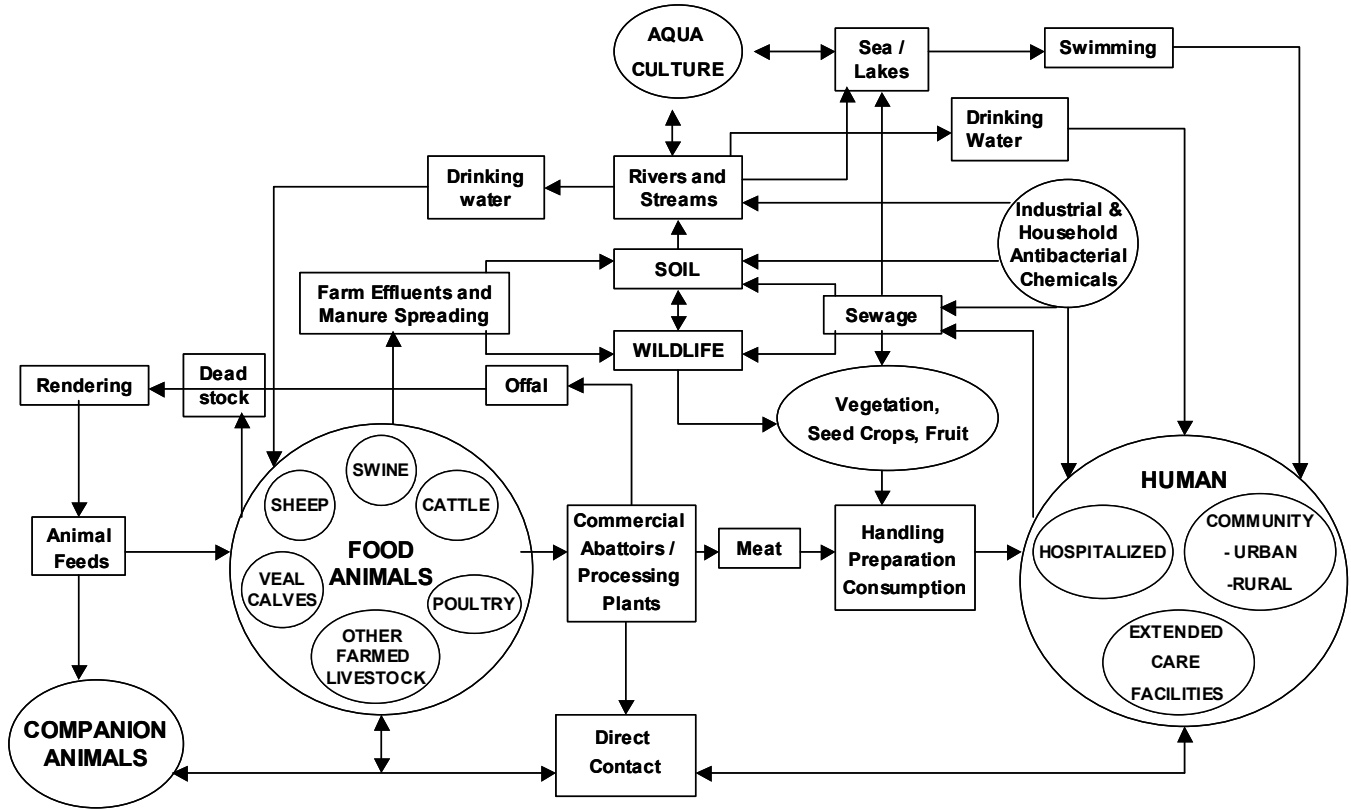 AQUA
CULTURE
Sea /
Lakes
Swimming
Drinking
Water
Drinking
water
Rivers and
Streams
Industrial &
Household
Antibacterial
Chemicals
SOIL
Farm Effluents and
Manure Spreading
Sewage
WILDLIFE
Rendering
Dead
stock
Offal
Vegetation,
Seed Crops, Fruit
SWINE
SHEEP
CATTLE
FOOD
ANIMALS
VEAL
CALVES
POULTRY
OTHER
FARMED
LIVESTOCK
Animal
Feeds
Commercial
Abattoirs /
Processing
Plants
Meat
Handling
Preparation
Consumption
HUMAN
HOSPITALIZED
COMMUNITY
- URBAN
-RURAL
EXTENDED
CARE
FACILITIES
COMPANION
ANIMALS
Direct
Contact